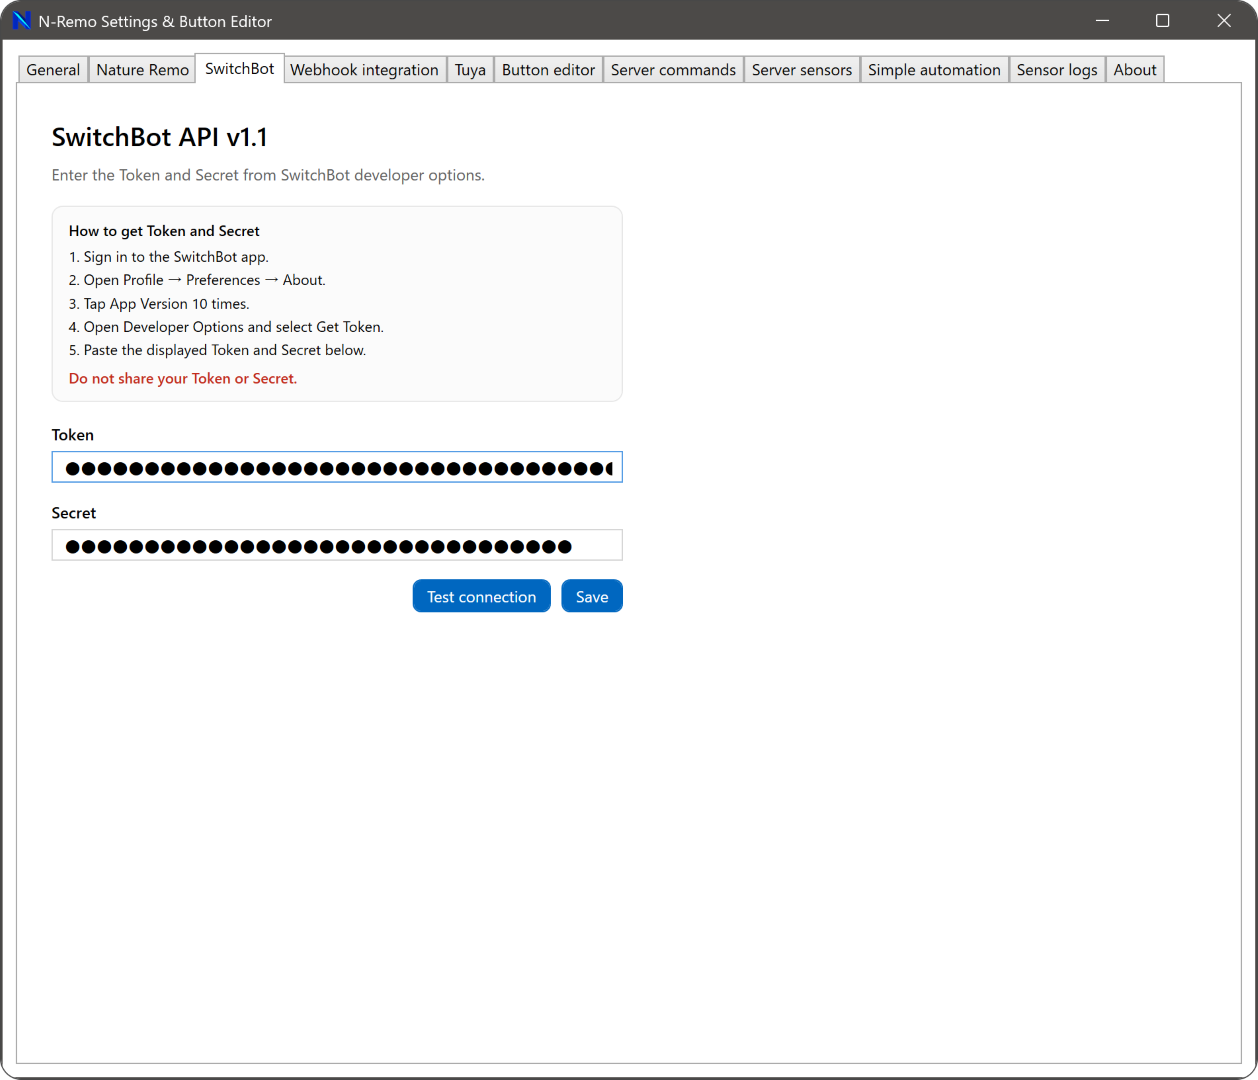 N-Remo Settings & Button Editor
General
Nature Remo
SwitchBot
Webhook integration
Tuya
Button editor
Server commands
Server sensors
Simple automation
Sensor logs
About
SwitchBot API v1.1
Enter the Token and Secret from SwitchBot developer options.
How to get Token and Secret
1. Sign in to the SwitchBot app.
2. Open Profile → Preferences → About.
3. Tap App Version 10 times.
4. Open Developer Options and select Get Token.
5. Paste the displayed Token and Secret below.
Do not share your Token or Secret.
Token
Secret
Test connection
Save